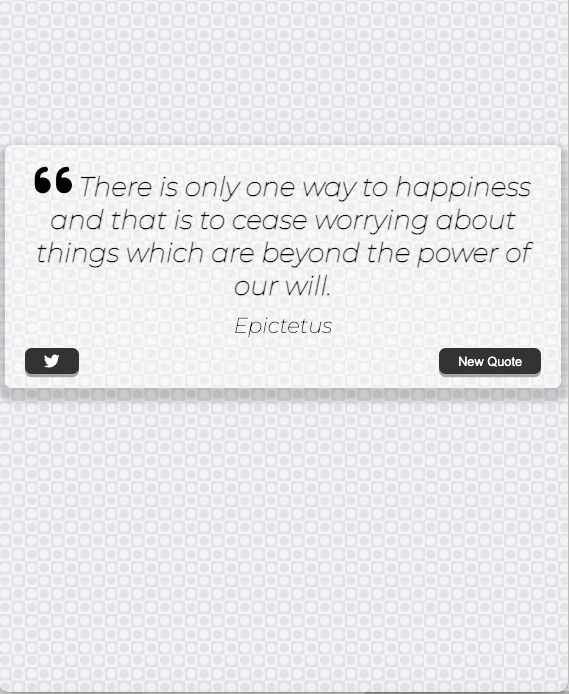 ❝ There is only one way to happiness
and that is to cease worrying about
things which are beyond the power of
our will.
Epictetus
New Quote